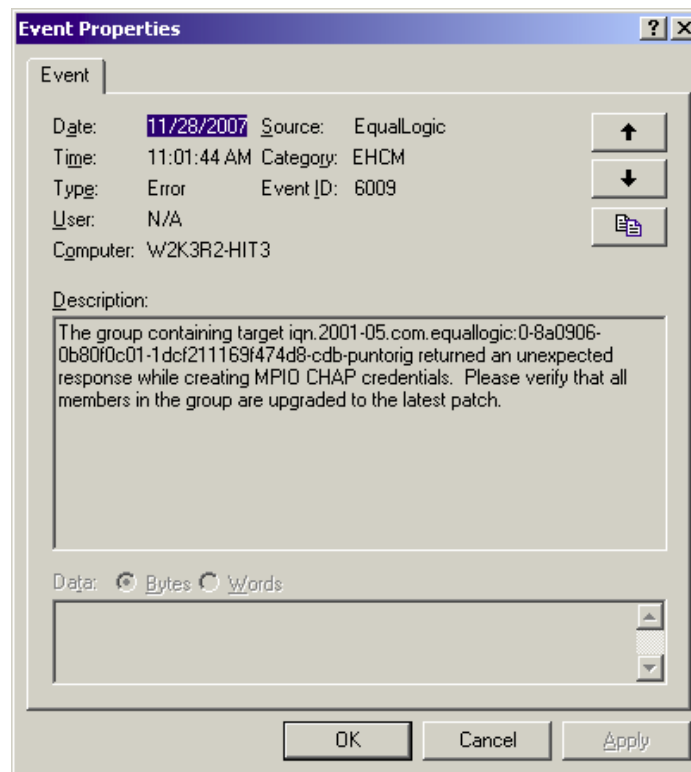 Event Properties
Event
Date: 11/28/2007 Source: EqualLogic
Time: 11:01:44 AM Category: EHCM
Type: Error Event ID: 6009
User: N/A
Computer: W2K3R2-HIT3
Description:
The group containing target iqn.2001-05.com.equallogic:0-8a0906-
0b80f0c01-1dcf211169f474d8-cdb-puntorig returned an unexpected
response while creating MPIO CHAP credentials.  Please verify that all
members in the group are upgraded to the latest patch.
Data: Bytes Words
OK Cancel Apply